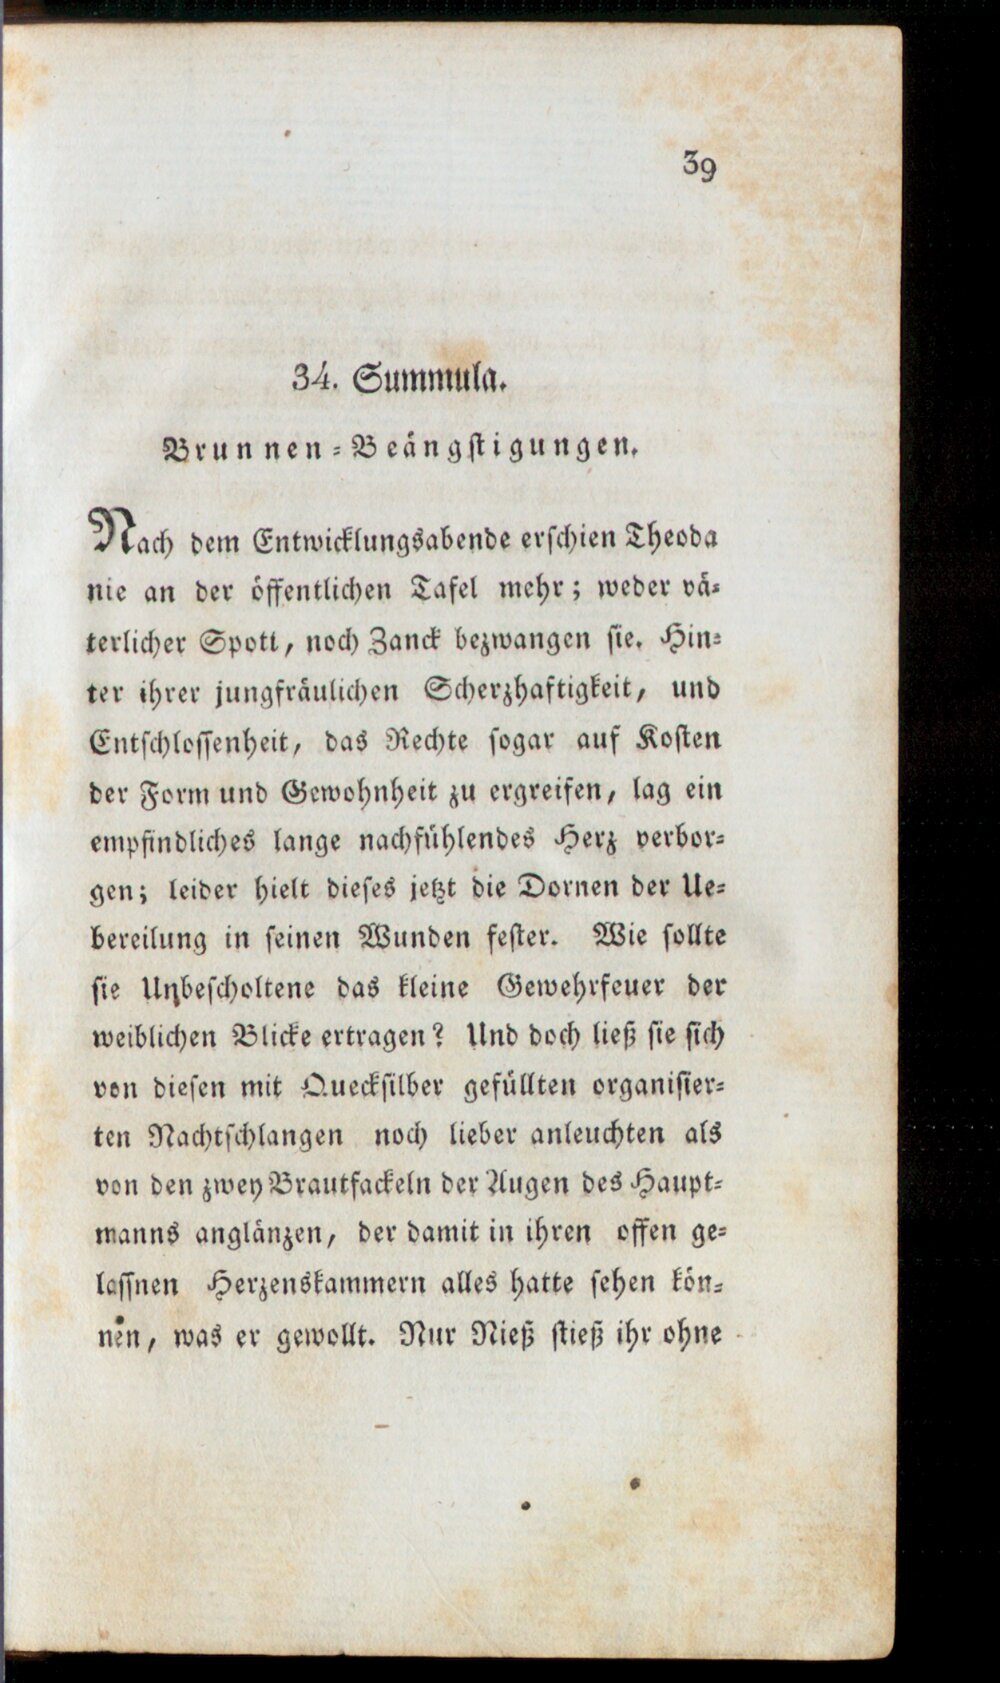 39
34. Summula.
Brunnen-Beängstigungen.
Nach dem Entwicklungsabende erschien Theoda
nie an der öffentlichen Tafel mehr; weder vä-
terlicher Spott, noch Zanck bezwangen sie. Hin-
ter ihrer jungfräulichen Scherzhaftigkeit, und
Entschlossenheit, das Rechte sogar auf Kosten
der Form und Gewohnheit zu ergreifen, lag ein
empfindliches lange nachfühlendes Herz verbor-
gen; leider hielt dieses jetzt die Dornen der Ue-
bereilung in seinen Wunden fester. Wie sollte
sie Unbescholtene das kleine Gewehrfeuer der
weiblichen Blicke ertragen? Und doch ließ sie sich
von diesen mit Quecksilber gefüllten organisier-
ten Nachtschlangen noch lieber anleuchten als
von den zwey Brautfackeln der Augen des Haupt-
manns anglänzen, der damit in ihren offen ge-
lassnen Herzenskammern alles hatte sehen kön-
nen, was er gewollt. Nur Nieß stieß ihr ohne